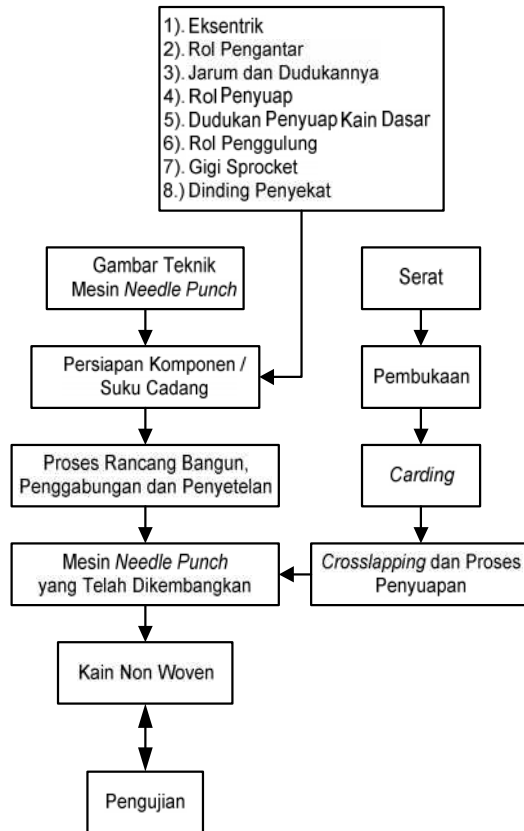 1). Eksentrik
2). Rol Pengantar
3). Jarum dan Dudukannya
4). Rol Penyuap
5). Dudukan Penyuap Kain Dasar
6). Rol Penggulung
7). Gigi Sprocket
8.) Dinding Penyekat
Gambar Teknik
Mesin Needle Punch
Serat
Persiapan Komponen /
Suku Cadang
Pembukaan
Proses Rancang Bangun,
Penggabungan dan Penyetelan
Carding
Mesin Needle Punch
yang Telah Dikembangkan
Crosslapping dan Proses
Penyuapan
Kain Non Woven
Pengujian